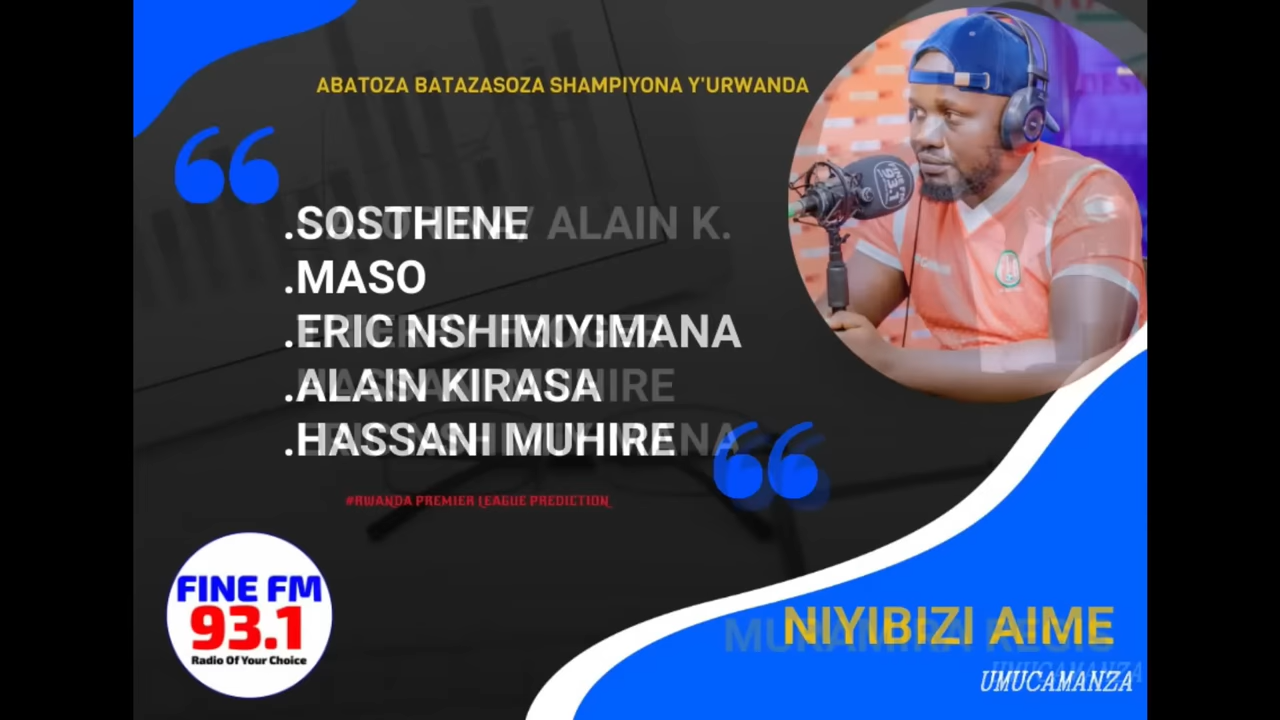 ABATOZA BATAZASOZA SHAMPIYONA Y'URWANDA
.SOSTHENE
ALAIN K.
.MASO
.ERIC NSHIMIYIMANA
.ALAIN KIRASA
.HASSANI MUHIRE
#RWANDA PREMIER LEAGUE PREDICTION
FINE FM
93.1
Radio Of Your Choice
NIYIBIZI AIME
UMUCAMANZA